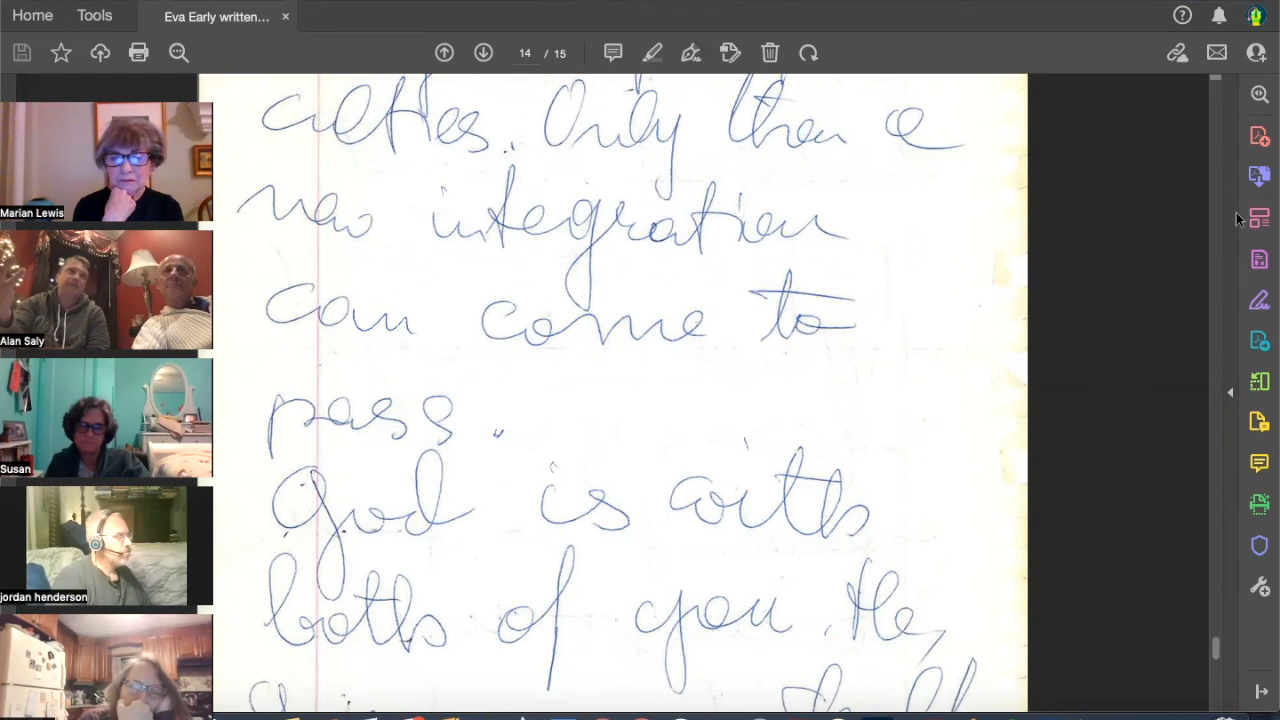 Home
Tools
Eva Early written...
14 / 15
Marian Lewis
Alan Saly
Susan
jordan henderson
culties. Only then a
new integration
can come to
pass.
God is with
both of you. He,